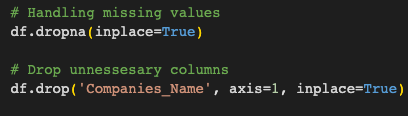 # Handling missing values
df.dropna(inplace=True)
# Drop unnessesary columns
df.drop('Companies_Name', axis=1, inplace=True)